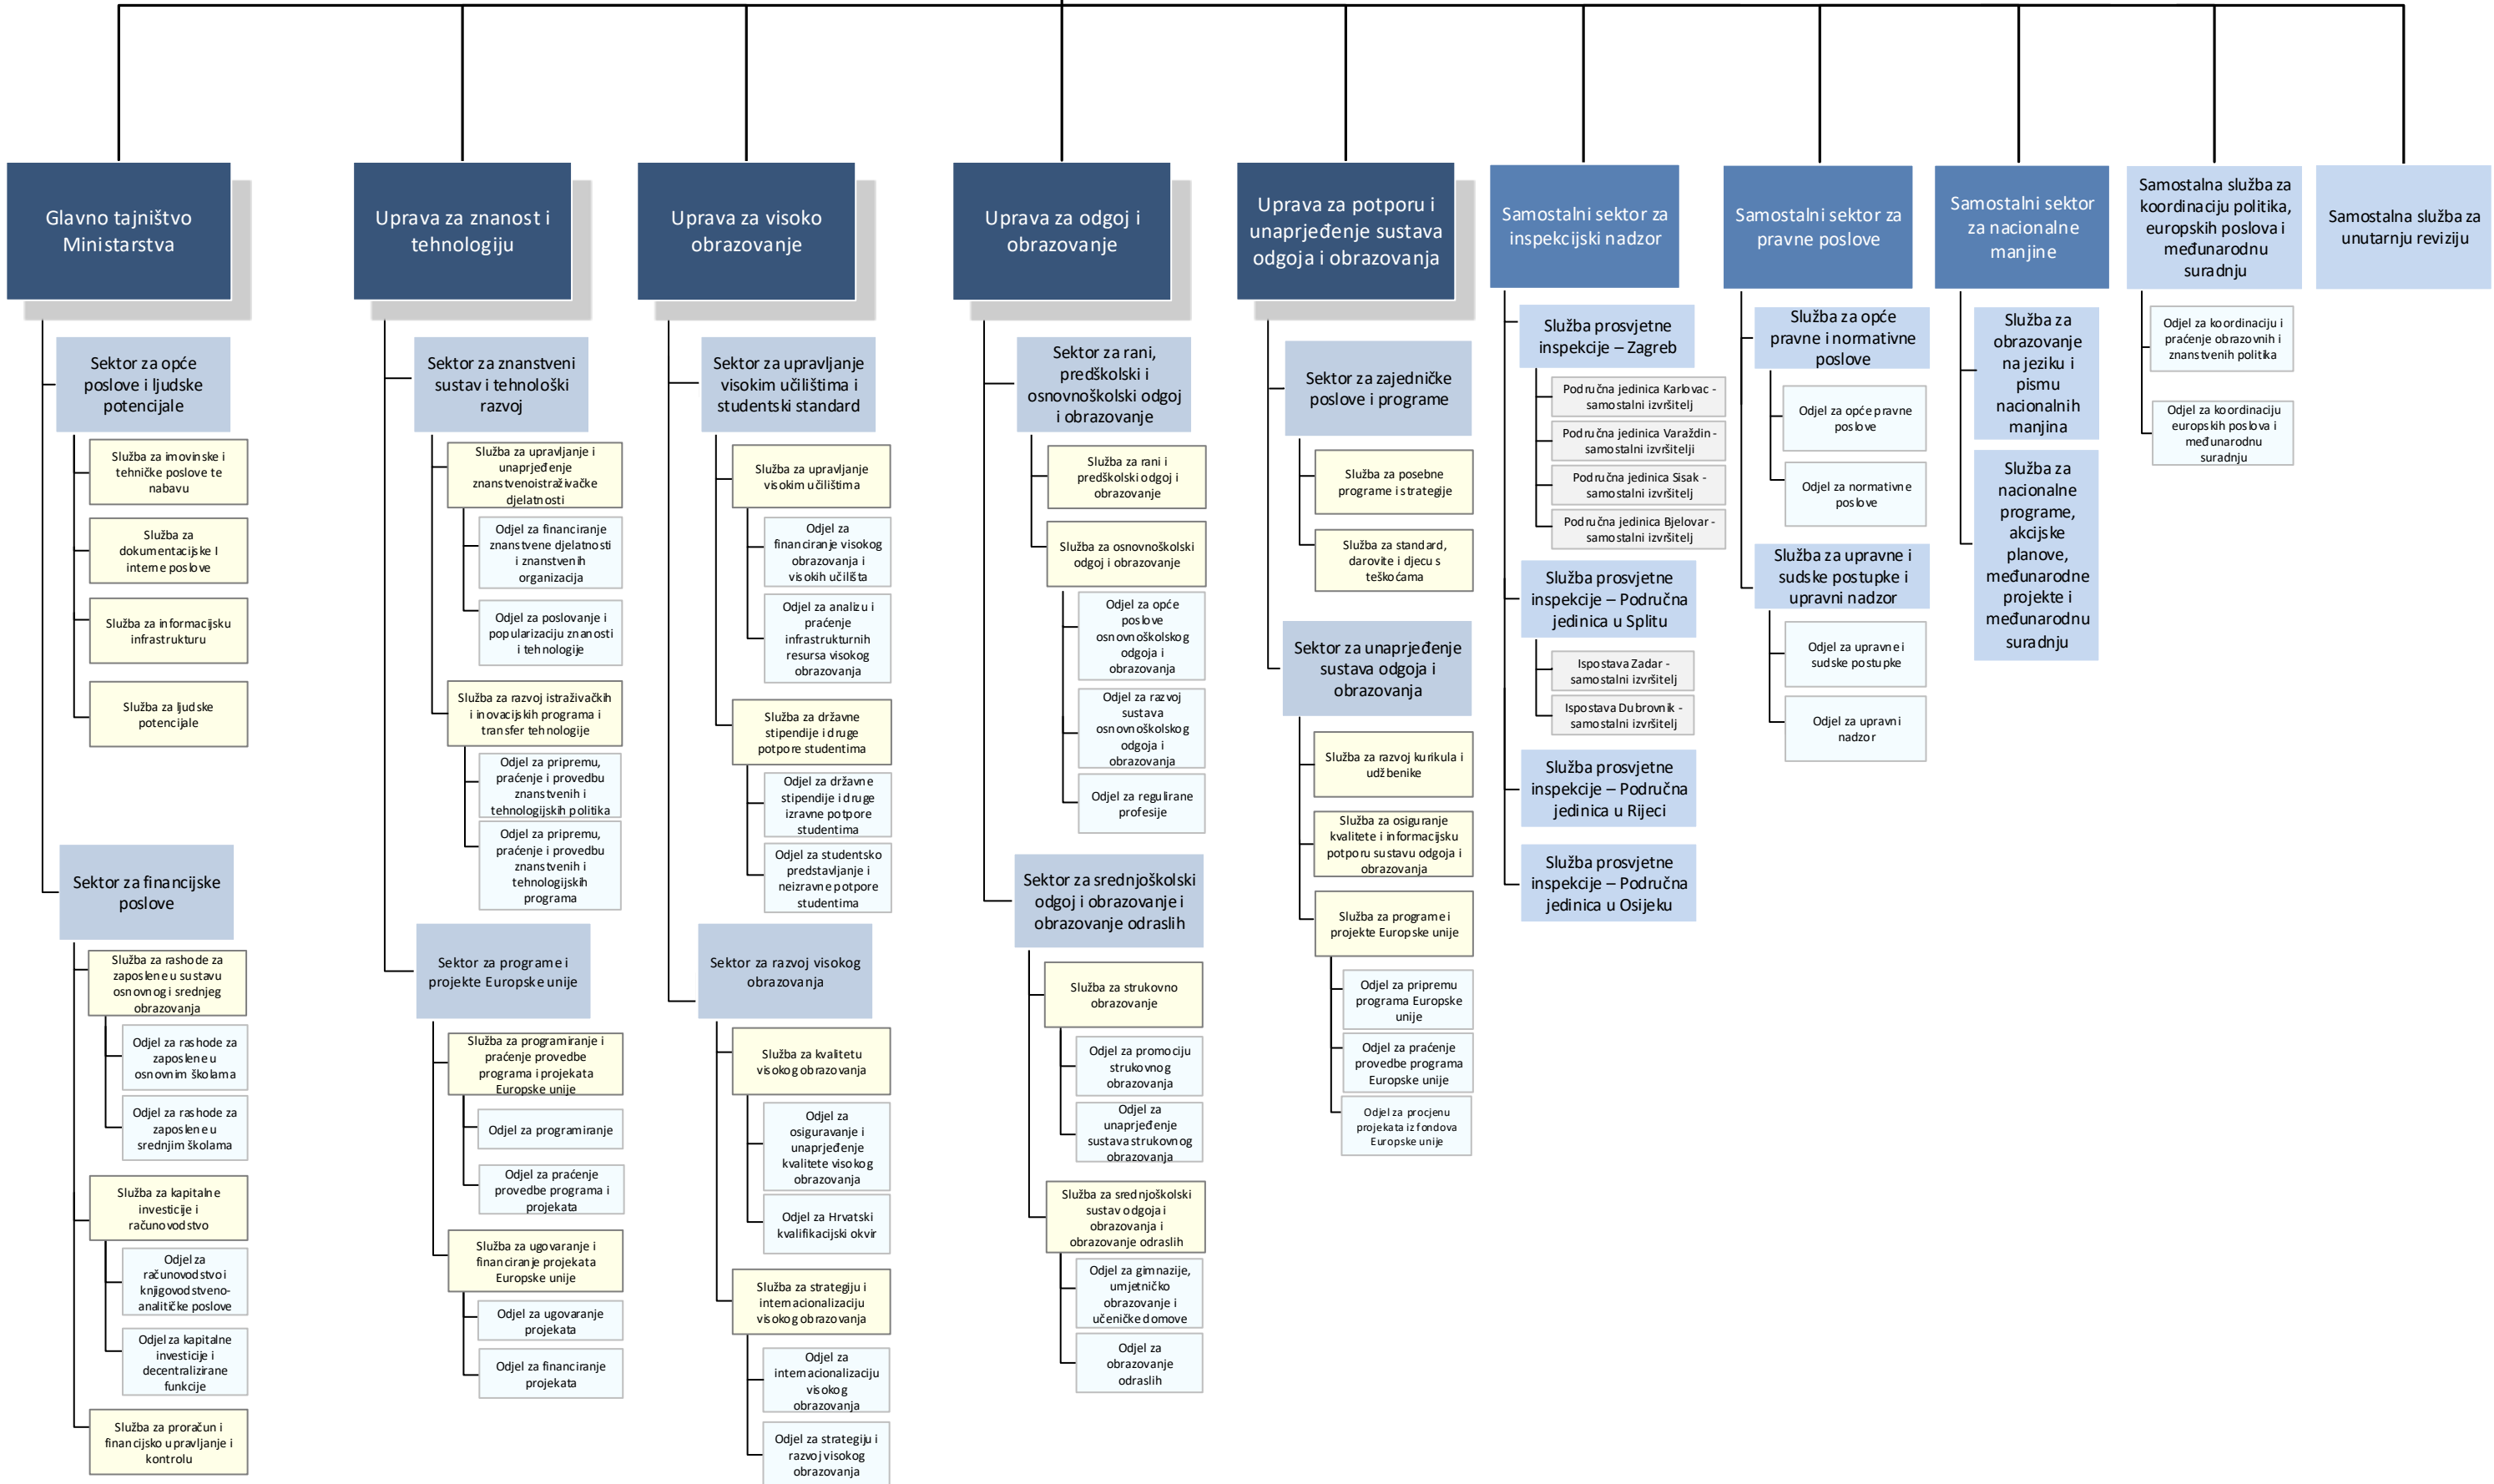 Glavno tajništvo
Ministarstva
Sektor za opće
poslove i ljudske
potencijale
Služba za imovinske i
tehničke poslove te
nabavu
Služba za
dokumentacijske I
interne poslove
Služba za informacijsku
infrastrukturu
Služba za ljudske
potencijale
Sektor za financijske
poslove
Služba za rashode za
zaposlene u sustavu
osnovnog i srednjeg
obrazovanja
Odjel za rashode za
zaposlene u
osnovnim školama
Odjel za rashode za
zaposlene u
srednjim školama
Služba za kapitalne
investicije i
računovodstvo
Odjel za
računovodstvo i
knjigovodstveno-
analitičke poslove
Odjel za kapitalne
investicije i
decentralizirane
funkcije
Služba za proračun i
financijsko upravljanje i
kontrolu
Uprava za znanost i
tehnologiju
Sektor za znanstveni
sustav i tehnološki
razvoj
Služba za upravljanje i
unaprjeđenje
znanstvenoistraživačke
djelatnosti
Odjel za financiranje
znanstvene djelatnosti
i znanstvenih
organizacija
Odjel za poslovanje i
popularizaciju znanosti
i tehnologije
Služba za razvoj istraživačkih
i inovacijskih programa i
transfer tehnologije
Odjel za pripremu,
praćenje i provedbu
znanstvenih i
tehnologijskih politika
Odjel za pripremu,
praćenje i provedbu
znanstvenih i
tehnologijskih
programa
Sektor za programe i
projekte Europske unije
Služba za programiranje i
praćenje provedbe
programa i projekata
Europske unije
Odjel za programiranje
Odjel za praćenje
provedbe programa i
projekata
Služba za ugovaranje i
financiranje projekata
Europske unije
Odjel za ugovaranje
projekata
Odjel za financiranje
projekata
Uprava za visoko
obrazovanje
Sektor za upravljanje
visokim učilištima i
studentski standard
Služba za upravljanje
visokim učilištima
Odjel za
financiranje visokog
obrazovanja i
visokih učilišta
Odjel za analizu i
praćenje
infrastrukturnih
resursa visokog
obrazovanja
Služba za državne
stipendije i druge
potpore studentima
Odjel za državne
stipendije i druge
izravne potpore
studentima
Odjel za studentsko
predstavljanje i
neizravne potpore
studentima
Sektor za razvoj visokog
obrazovanja
Služba za kvalitetu
visokog obrazovanja
Odjel za
osiguravanje i
unaprjeđenje
kvalitete visokog
obrazovanja
Odjel za Hrvatski
kvalifikacijski okvir
Služba za strategiju i
internacionalizaciju
visokog obrazovanja
Odjel za
internacionalizaciju
visokog
obrazovanja
Odjel za strategiju i
razvoj visokog
obrazovanja
Uprava za odgoj i
obrazovanje
Sektor za rani,
predškolski i
osnovnoškolski odgoj
i obrazovanje
Služba za rani i
predškolski odgoj i
obrazovanje
Služba za osnovnoškolski
odgoj i obrazovanje
Odjel za opće
poslove
osnovnoškolskog
odgoja i
obrazovanja
Odjel za razvoj
sustava
osnovnoškolskog
odgoja i
obrazovanja
Odjel za regulirane
profesije
Sektor za srednjoškolski
odgoj i obrazovanje i
obrazovanje odraslih
Služba za strukovno
obrazovanje
Odjel za promociju
strukovnog
obrazovanja
Odjel za
unaprjeđenje
sustava strukovnog
obrazovanja
Služba za srednjoškolski
sustav odgoja i
obrazovanja i
obrazovanje odraslih
Odjel za gimnazije,
umjetničko
obrazovanje i
učeničke domove
Odjel za
obrazovanje
odraslih
Uprava za potporu i
unaprjeđenje sustava
odgoja i obrazovanja
Sektor za zajedničke
poslove i programe
Služba za posebne
programe i strategije
Služba za standard,
darovite i djecu s
teškoćama
Sektor za unaprjeđenje
sustava odgoja i
obrazovanja
Služba za razvoj kurikula i
udžbenike
Služba za osiguranje
kvalitete i informacijsku
potporu sustavu odgoja i
obrazovanja
Služba za programe i
projekte Europske unije
Odjel za pripremu
programa Europske
unije
Odjel za praćenje
provedbe programa
Europske unije
Odjel za procjenu
projekata iz fondova
Europske unije
Samostalni sektor za
inspekcijski nadzor
Služba prosvjetne
inspekcije – Zagreb
Područna jedinica Karlovac -
samostalni izvršitelj
Područna jedinica Varaždin -
samostalni izvršitelji
Područna jedinica Sisak -
samostalni izvršitelj
Područna jedinica Bjelovar -
samostalni izvršitelj
Služba prosvjetne
inspekcije – Područna
jedinica u Splitu
Ispostava Zadar -
samostalni izvršitelj
Ispostava Dubrovnik -
samostalni izvršitelj
Služba prosvjetne
inspekcije – Područna
jedinica u Rijeci
Služba prosvjetne
inspekcije – Područna
jedinica u Osijeku
Samostalni sektor za
pravne poslove
Služba za opće
pravne i normativne
poslove
Odjel za opće pravne
poslove
Odjel za normativne
poslove
Služba za upravne i
sudske postupke i
upravni nadzor
Odjel za upravne i
sudske postupke
Odjel za upravni
nadzor
Samostalni sektor
za nacionalne
manjine
Služba za
obrazovanje
na jeziku i
pismu
nacionalnih
manjina
Služba za
nacionalne
programe,
akcijske
planove,
međunarodne
projekte i
međunarodnu
suradnju
Samostalna služba za
koordinaciju politika,
europskih poslova i
međunarodnu
suradnju
Odjel za koordinaciju i
praćenje obrazovnih i
znanstvenih politika
Odjel za koordinaciju
europskih poslova i
međunarodnu
suradnju
Samostalna služba za
unutarnju reviziju